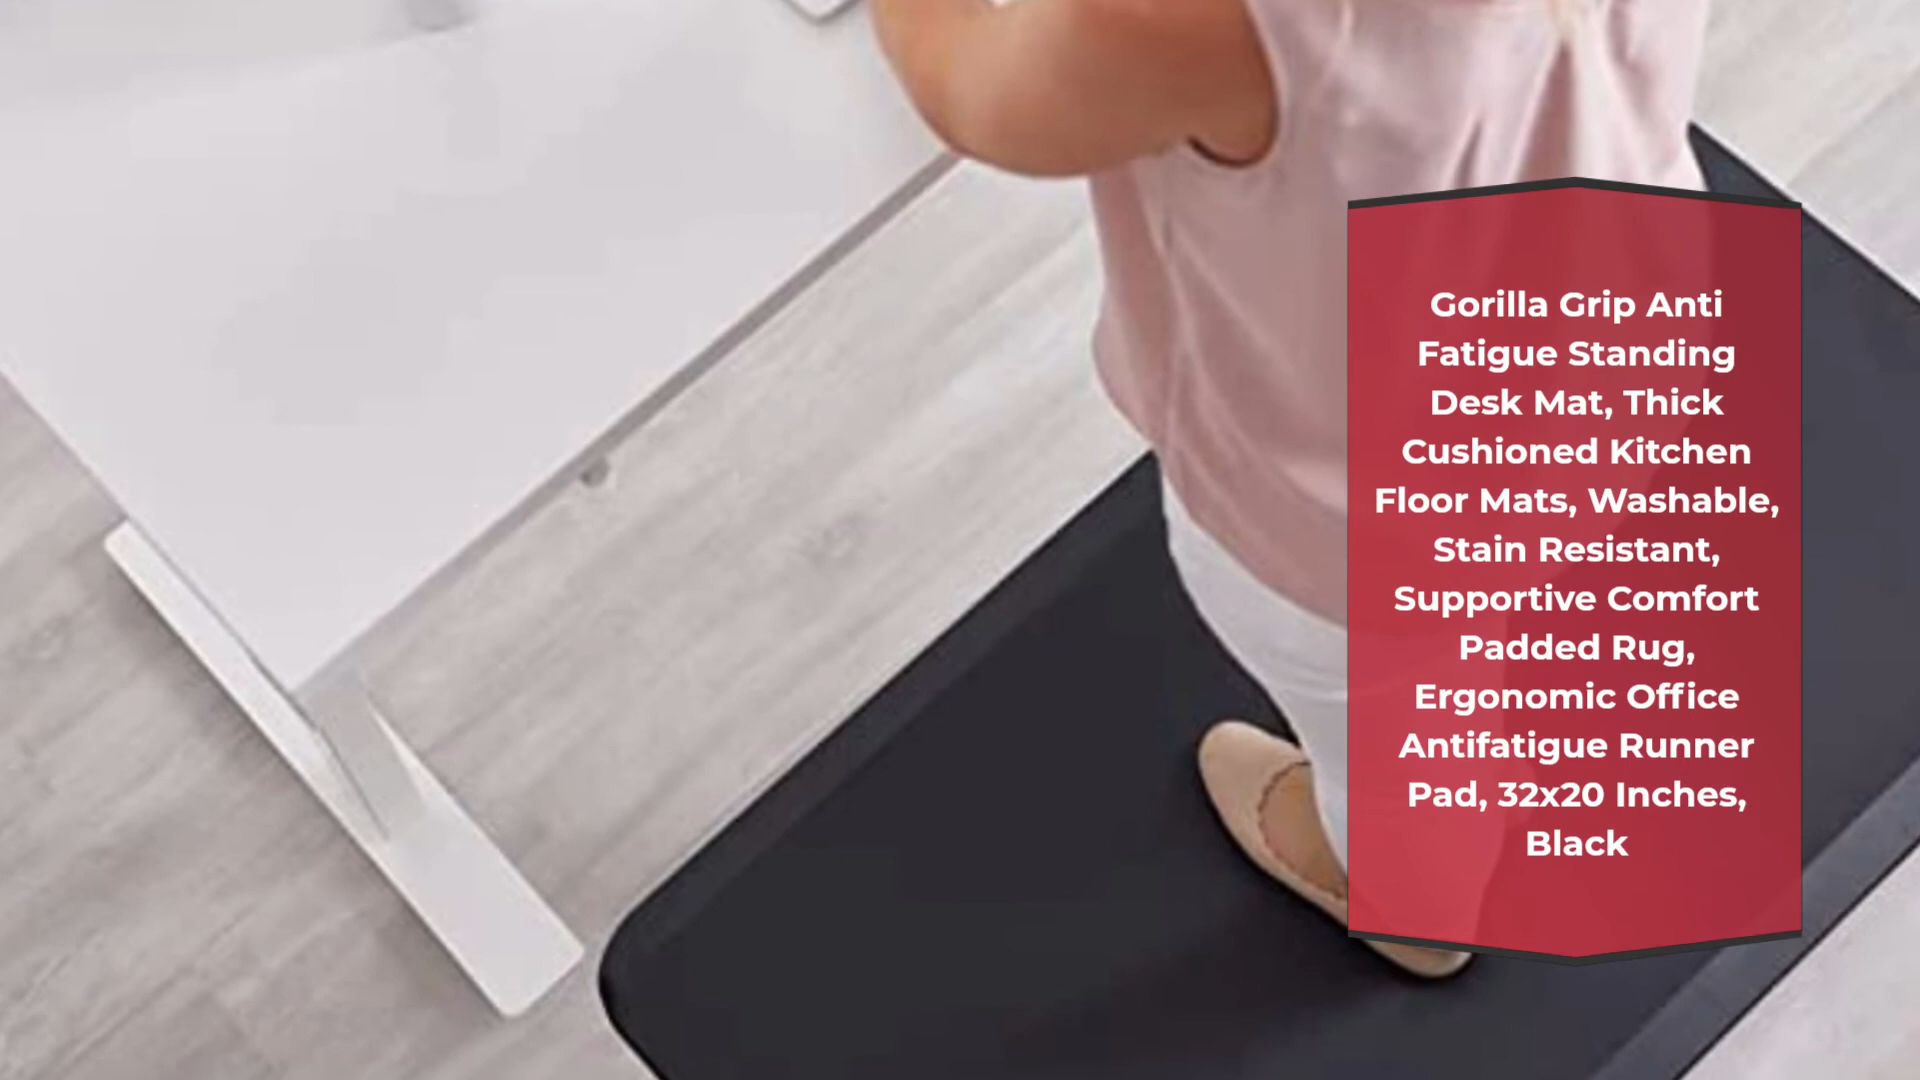 Gorilla Grip Anti
Fatigue Standing
Desk Mat, Thick
Cushioned Kitchen
Floor Mats, Washable,
Stain Resistant,
Supportive Comfort
Padded Rug,
Ergonomic Office
Antifatigue Runner
Pad, 32x20 Inches,
Black